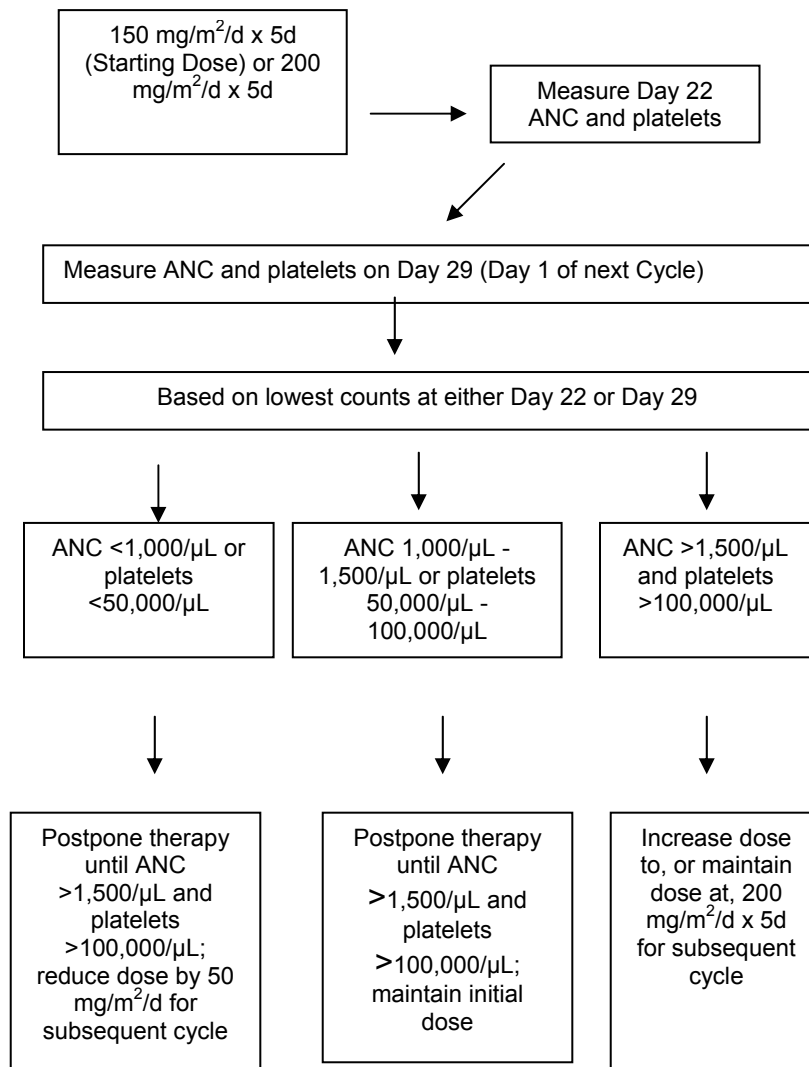 150 mg/m²/d x 5d
(Starting Dose) or 200
mg/m²/d x 5d
Measure Day 22
ANC and platelets
Measure ANC and platelets on Day 29 (Day 1 of next Cycle)
Based on lowest counts at either Day 22 or Day 29
ANC <1,000/µL or
platelets
<50,000/µL
ANC 1,000/µL -
1,500/µL or platelets
50,000/µL -
100,000/µL
ANC >1,500/µL
and platelets
>100,000/µL
Postpone therapy
until ANC
>1,500/µL and
platelets
>100,000/µL;
reduce dose by 50
mg/m²/d for
subsequent cycle
Postpone therapy
until ANC
>1,500/µL and
platelets
>100,000/µL;
maintain initial
dose
Increase dose
to, or maintain
dose at, 200
mg/m²/d x 5d
for subsequent
cycle